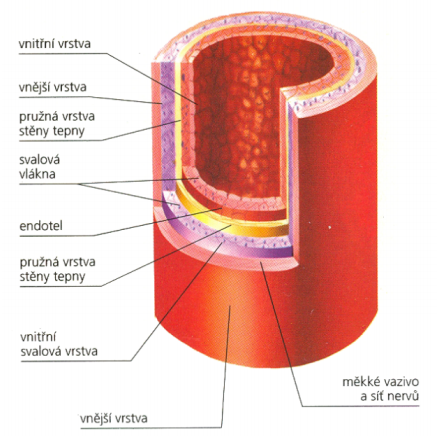 vnitřní vrstva
vnější vrstva
pružná vrstva
stěny tepny
svalová
vlákna
endotel
pružná vrstva
stěny tepny
vnitřní
svalová vrstva
měkké vazivo
a síť nervů
vnější vrstva